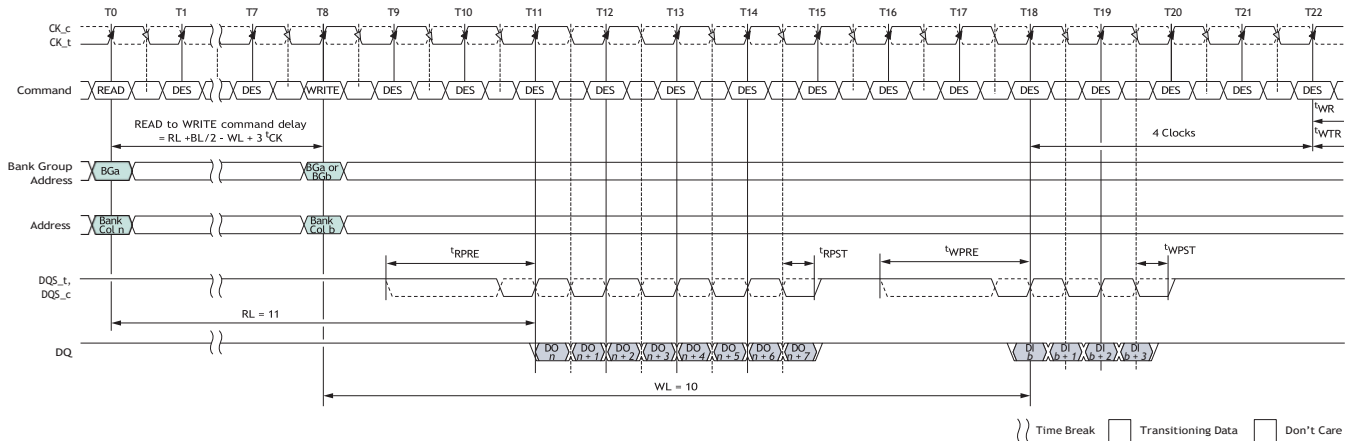 T0 T1 T7 T8 T9 T10 T11 T12 T13 T14 T15 T16 T17 T18 T19 T20 T21 T22
CK_c
CK_t
Command READ DES DES WRITE DES DES DES DES DES DES DES DES DES DES DES DES DES DES
tWR
READ to WRITE command delay
= RL +BL/2 - WL + 3 tCK
4 Clocks
tWTR
Bank Group
Address
BGa
BGa or
BGb
Address
Bank
Col n
Bank
Col b
tRPRE tRPST tWPRE tWPST
DQS_t,
DQS_c
RL = 11
DQ
DO
n
DO
n + 1
DO
n + 2
DO
n + 3
DO
n + 4
DO
n + 5
DO
n + 6
DO
n + 7
DI
b
DI
b + 1
DI
b + 2
DI
b + 3
WL = 10
Time Break Transitioning Data Don't Care